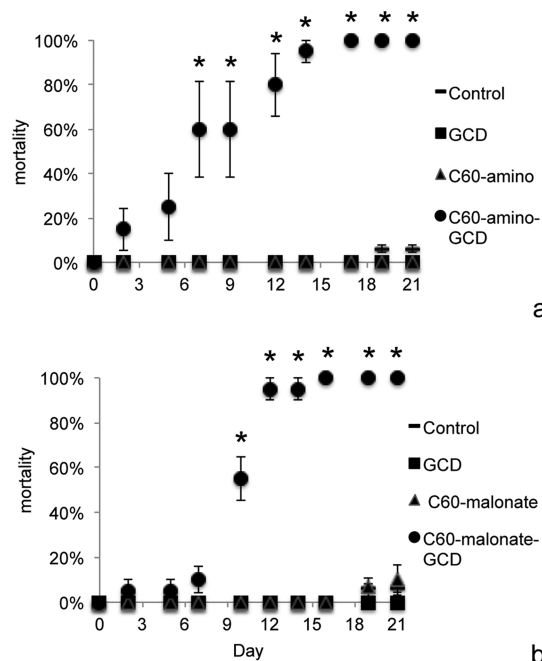 * * * * * * *
100%
80%
60%
40%
20%
0%
mortality
0 3 6 9 12 15 18 21
Control
GCD
C60-amino
C60-amino-
GCD
a
* * * * * *
100%
80%
60%
40%
20%
0%
mortality
0 3 6 9 12 15 18 21
Day
Control
GCD
C60-malonate
C60-malonate-
GCD
b